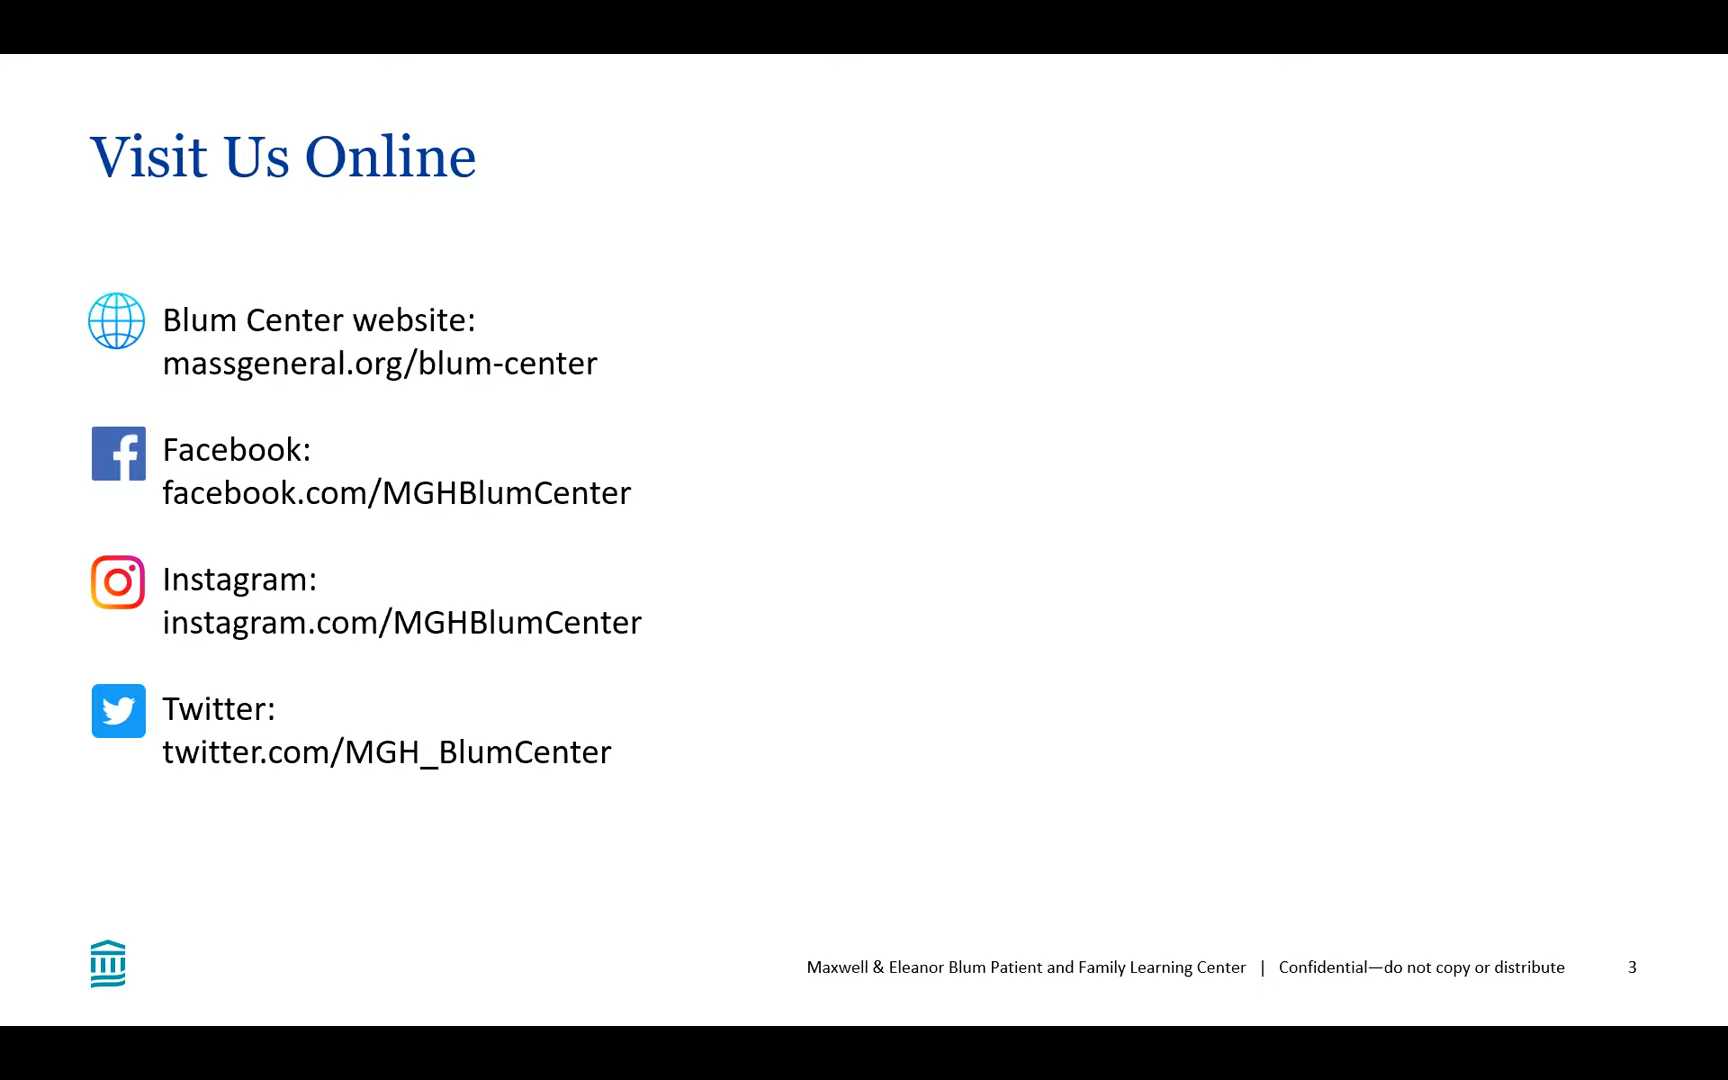 Visit Us Online
Blum Center website:
massgeneral.org/blum-center
Facebook:
facebook.com/MGHBlumCenter
Instagram:
instagram.com/MGHBlumCenter
Twitter:
twitter.com/MGH_BlumCenter
Maxwell & Eleanor Blum Patient and Family Learning Center | Confidential—do not copy or distribute 3